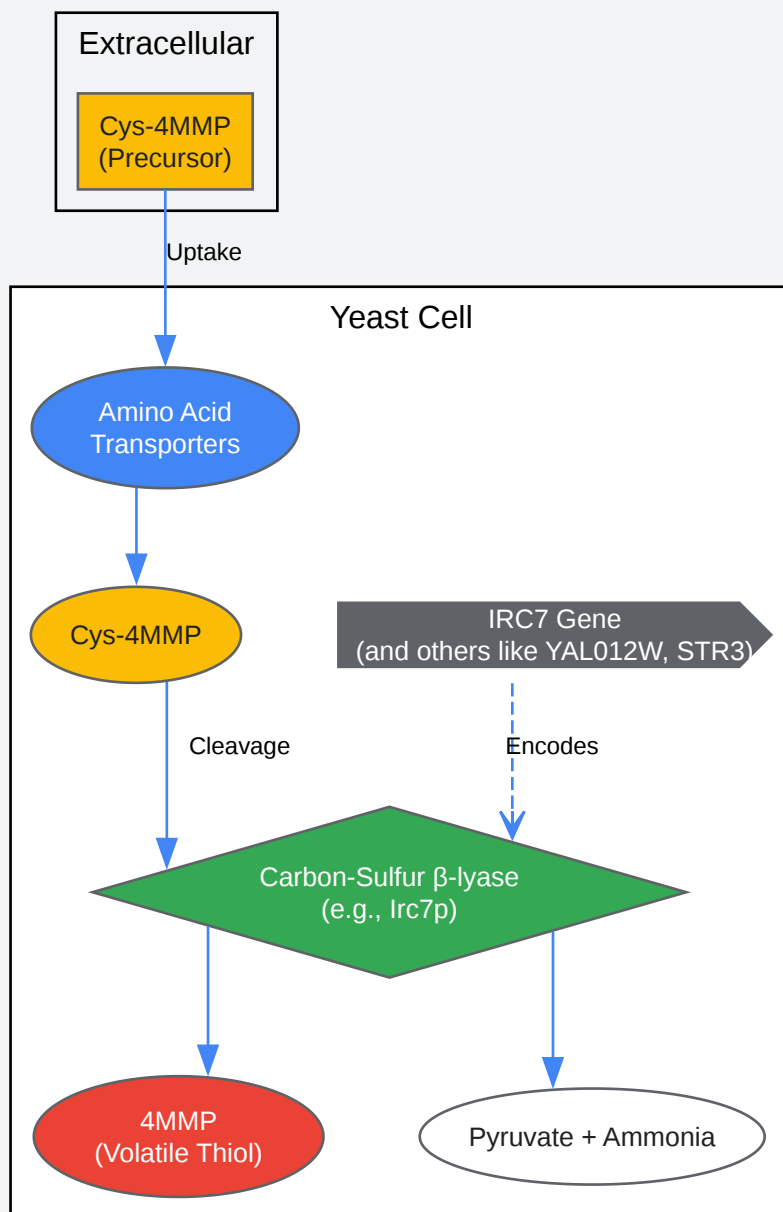 Extracellular
Cys-4MMP
(Precursor)
Uptake
Yeast Cell
Amino Acid
Transporters
Cys-4MMP
IRC7 Gene
(and others like YAL012W, STR3)
Cleavage
Encodes
Carbon-Sulfur β-lyase
(e.g., Irc7p)
4MMP
(Volatile Thiol)
Pyruvate + Ammonia